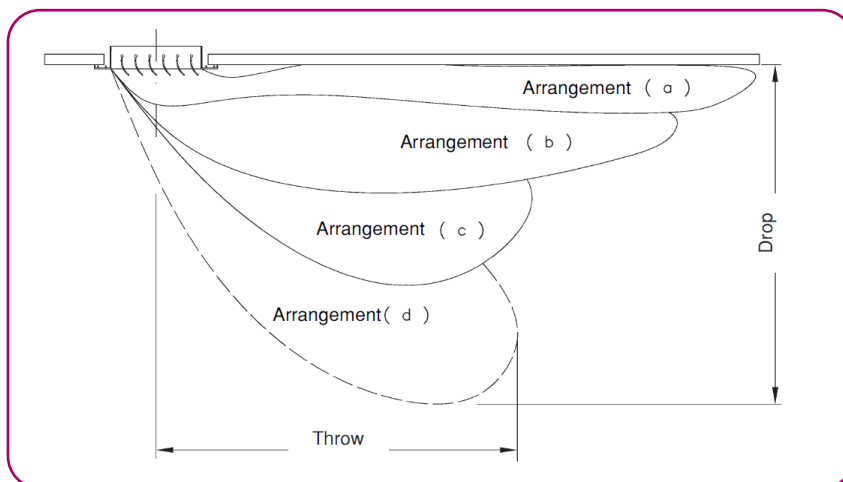 Arrangement ( a )
Arrangement ( b )
Arrangement ( c )
Arrangement( d )
Drop
Throw